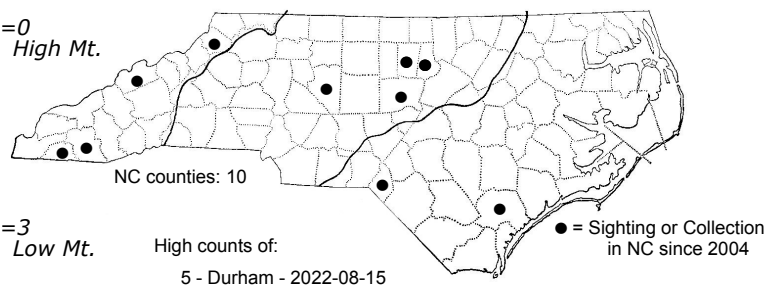 =0
High Mt.
NC counties: 10
=3
Low Mt.
High counts of:
5 - Durham - 2022-08-15
● = Sighting or Collection
in NC since 2004